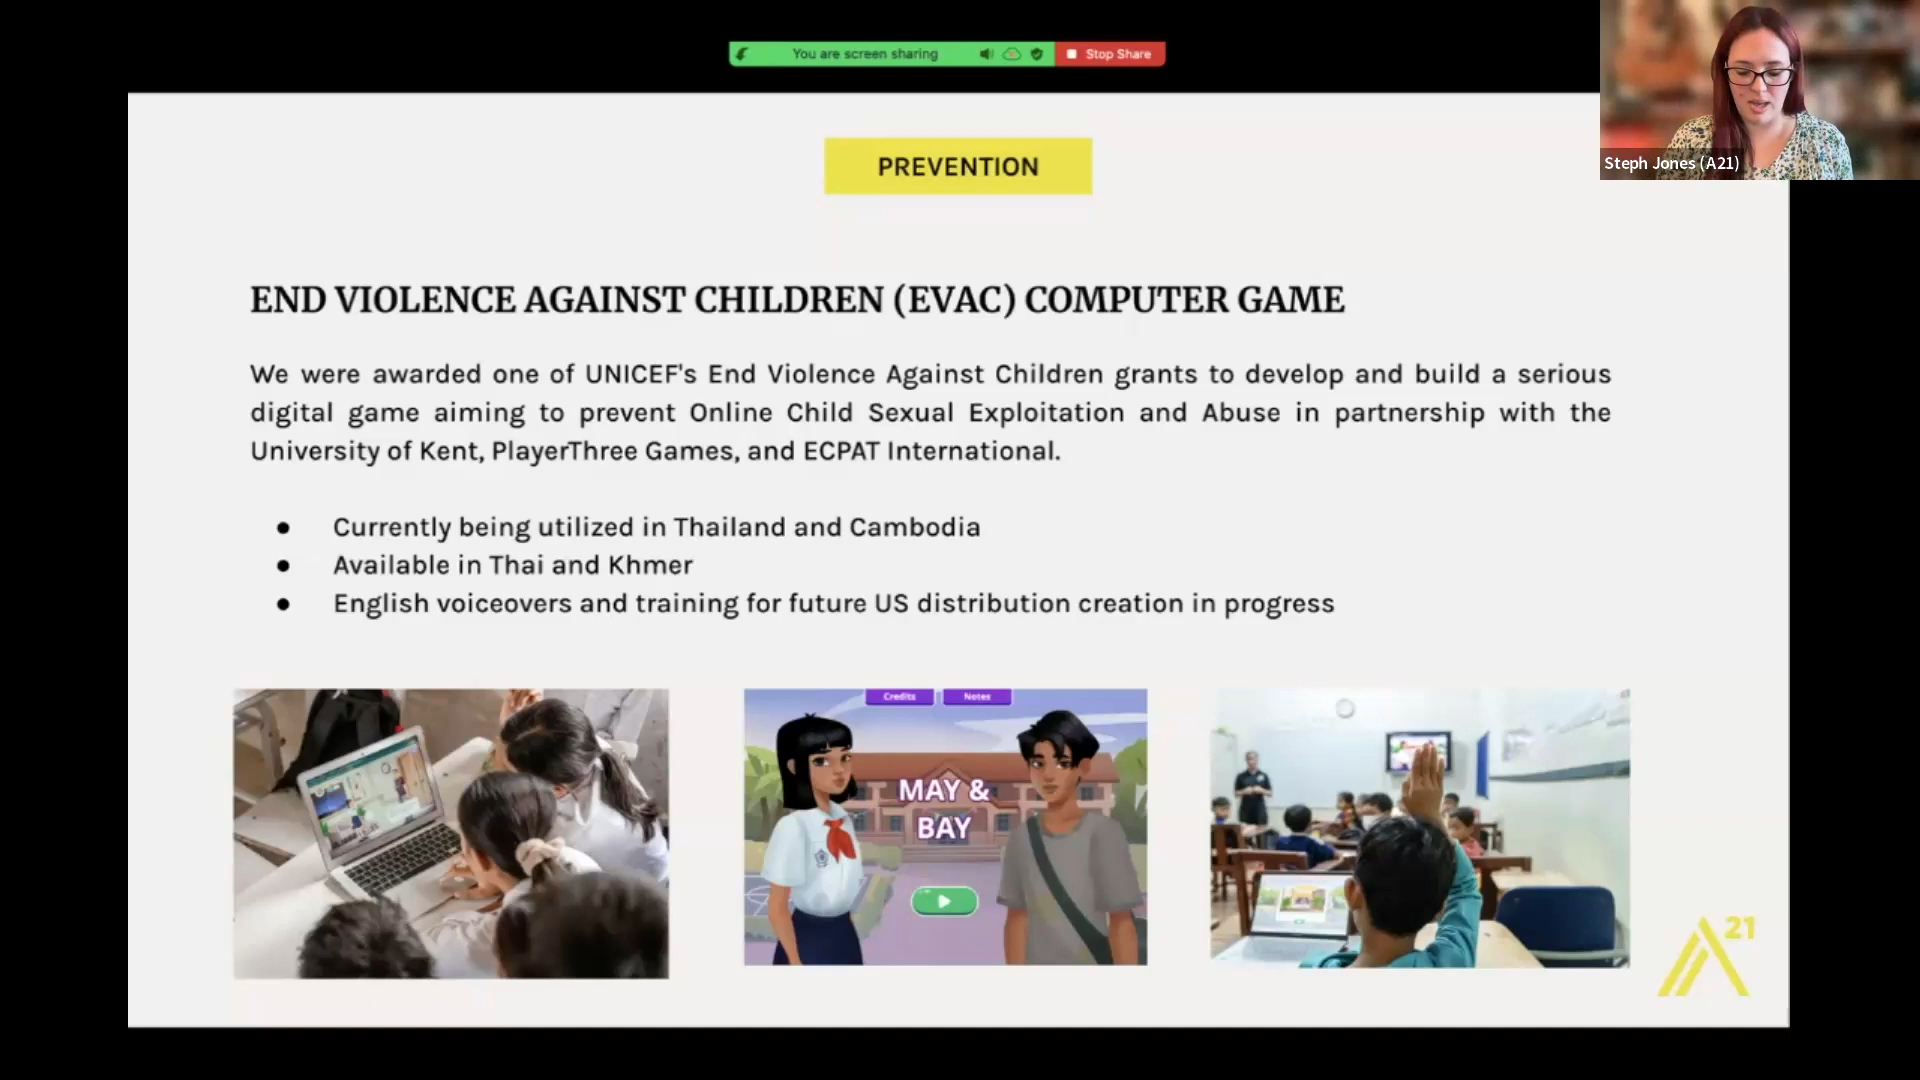 You are screen sharing
Stop Share
Steph Jones (A21)
PREVENTION
END VIOLENCE AGAINST CHILDREN (EVAC) COMPUTER GAME
We were awarded one of UNICEF's End Violence Against Children grants to develop and build a serious
digital game aiming to prevent Online Child Sexual Exploitation and Abuse in partnership with the
University of Kent, PlayerThree Games, and ECPAT International.
● Currently being utilized in Thailand and Cambodia
● Available in Thai and Khmer
● English voiceovers and training for future US distribution creation in progress
Credits
Notes
MAY &
BAY
21